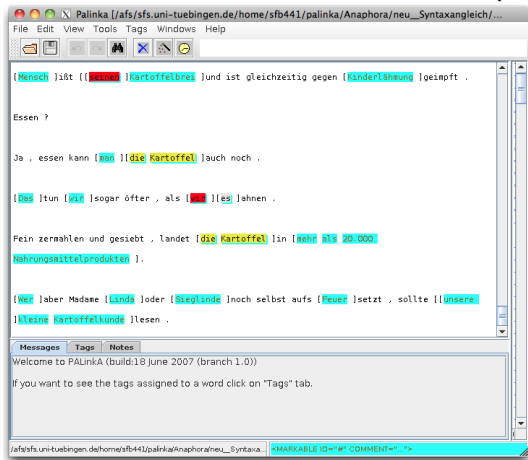 Palinka [/afs/sfs.uni-tuebingen.de/home/sfb441/palinka/Anaphora/neu__Syntaxangleich/...
File Edit View Tools Tags Windows Help
[Mensch ]ißt [[seinen ]Kartoffelbrei ]und ist gleichzeitig gegen [Kinderlähmung ]geimpft .
Essen ?
Ja , essen kann [man ][die Kartoffel ]auch noch .
[Das ]tun [wir ]sogar öfter , als [wir ][es ]ahnen .
Fein zermahlen und gesiebt , landet [die Kartoffel ]in [mehr als 20.000
Nahrungsmittelprodukten ].
[Wer ]aber Madame [Linda ]oder [Sieglinde ]noch selbst aufs [Feuer ]setzt , sollte [[unsere
]kleine Kartoffelkunde ]lesen .
Messages Tags Notes
Welcome to PALinkA (build:18 June 2007 (branch 1.0))
If you want to see the tags assigned to a word click on "Tags" tab.
/afs/sfs.uni-tuebingen.de/home/sfb441/palinka/Anaphora/neu__Syntaxa... <MARKABLE ID="#" COMMENT="...">